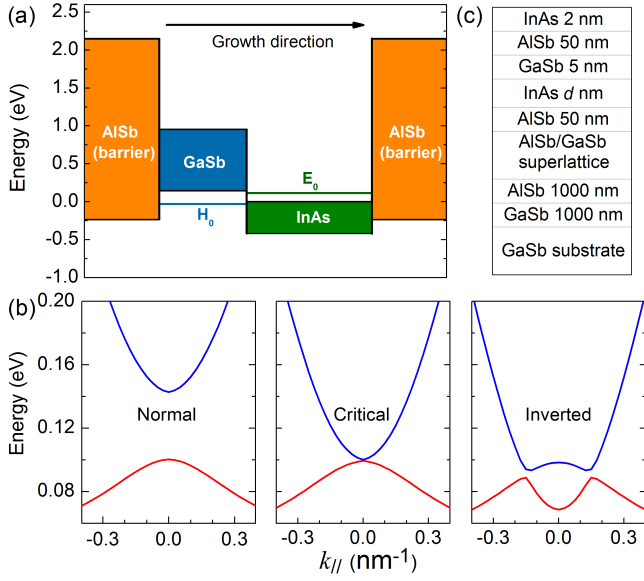 (a)
Growth direction
Energy (eV)
2.5
2.0
1.5
1.0
0.5
0.0
-0.5
-1.0
AlSb
(barrier)
GaSb
H0
E0
InAs
AlSb
(barrier)
(c)
InAs 2 nm
AlSb 50 nm
GaSb 5 nm
InAs d nm
AlSb 50 nm
AlSb/GaSb
superlattice
AlSb 1000 nm
GaSb 1000 nm
GaSb substrate
(b)
Energy (eV)
0.20
0.16
0.12
0.08
Normal
Critical
Inverted
-0.3 0.0 0.3
-0.3 0.0 0.3
-0.3 0.0 0.3
k// (nm-1)